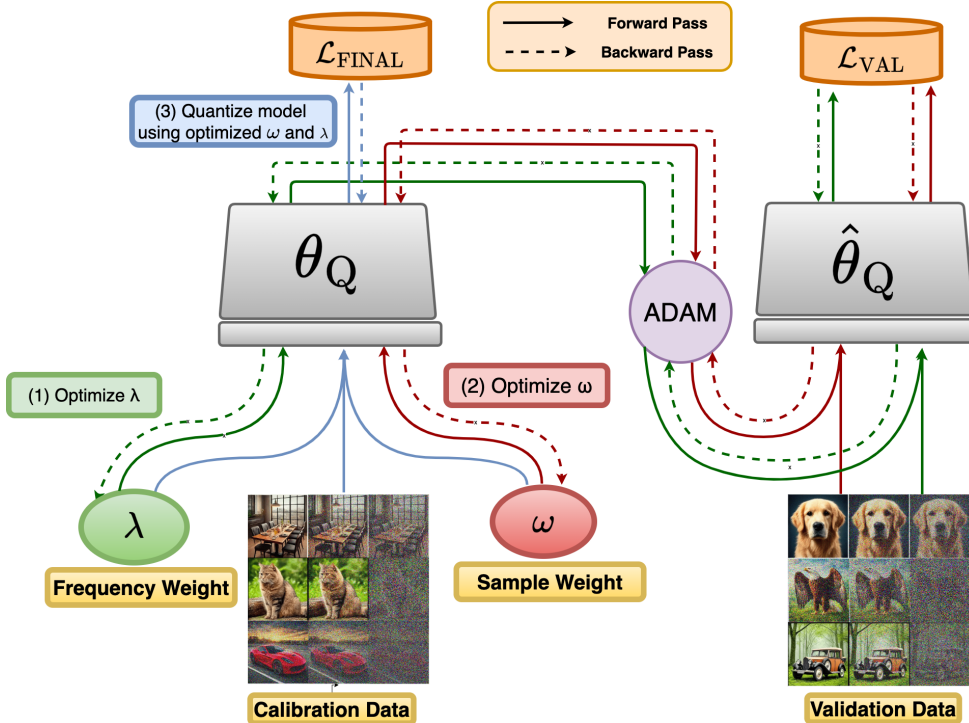 ℒ_FINAL
Forward Pass
Backward Pass
ℒ_VAL
(3) Quantize model
using optimized ω and λ
θ_Q
ADAM
θ̂_Q
(1) Optimize λ
(2) Optimize ω
λ
ω
Frequency Weight
Sample Weight
Calibration Data
Validation Data